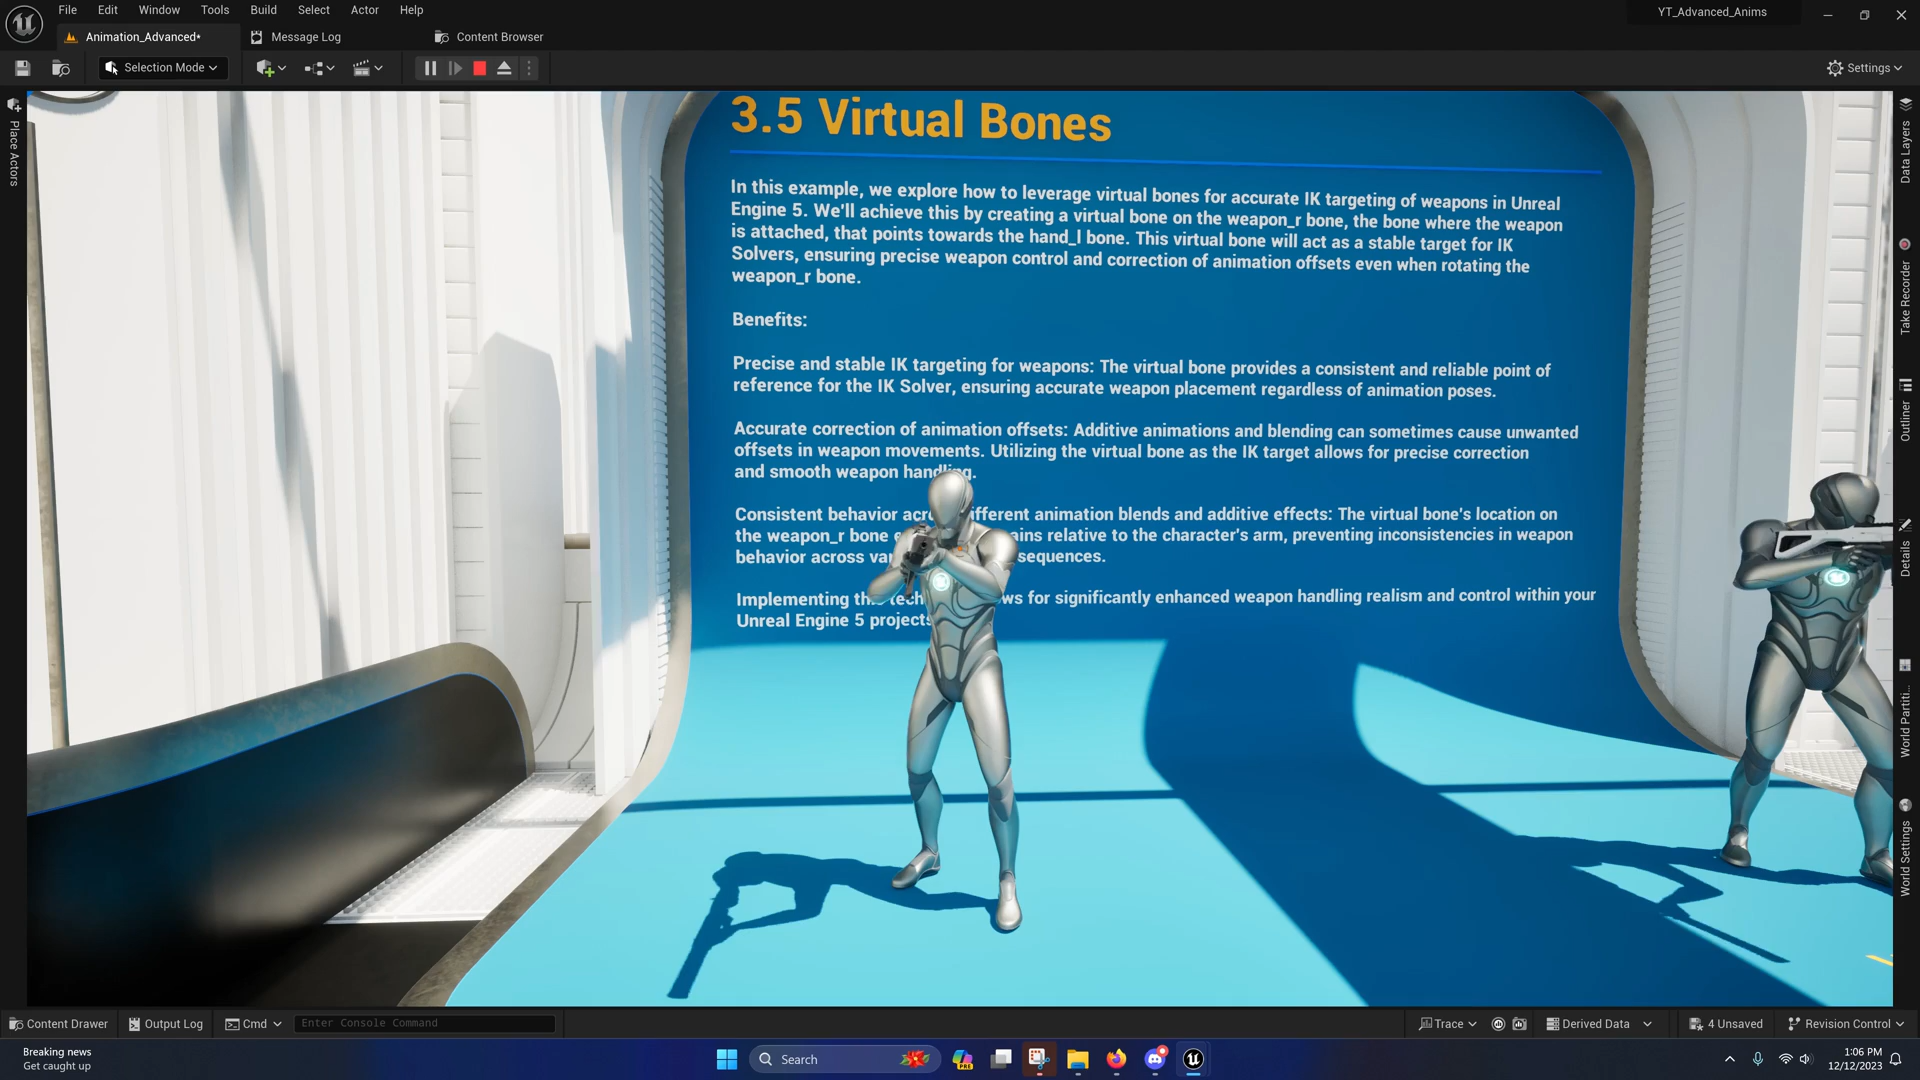 File Edit Window Tools Build Select Actor Help
YT_Advanced_Anims
Animation_Advanced*
Message Log
Content Browser
Selection Mode
Settings
Place Actors
Data Layers
Take Recorder
Outliner
Details
World Partiti...
World Settings
3.5 Virtual Bones
In this example, we explore how to leverage virtual bones for accurate IK targeting of weapons in Unreal
Engine 5. We'll achieve this by creating a virtual bone on the weapon_r bone, the bone where the weapon
is attached, that points towards the hand_l bone. This virtual bone will act as a stable target for IK
Solvers, ensuring precise weapon control and correction of animation offsets even when rotating the
weapon_r bone.
Benefits:
Precise and stable IK targeting for weapons: The virtual bone provides a consistent and reliable point of
reference for the IK Solver, ensuring accurate weapon placement regardless of animation poses.
Accurate correction of animation offsets: Additive animations and blending can sometimes cause unwanted
offsets in weapon movements. Utilizing the virtual bone as the IK target allows for precise correction
and smooth weapon handling.
Consistent behavior different animation blends and additive effects: The virtual bone's location on
the weapon_r bone relative to the character's arm, preventing inconsistencies in weapon
behavior across sequences.
Implementing this for significantly enhanced weapon handling realism and control within your
Unreal Engine 5 projects
Content Drawer
Output Log
Cmd
Enter Console Command
Trace
Derived Data
4 Unsaved
Revision Control
Breaking news
Get caught up
Search
PRE
1:06 PM
12/12/2023